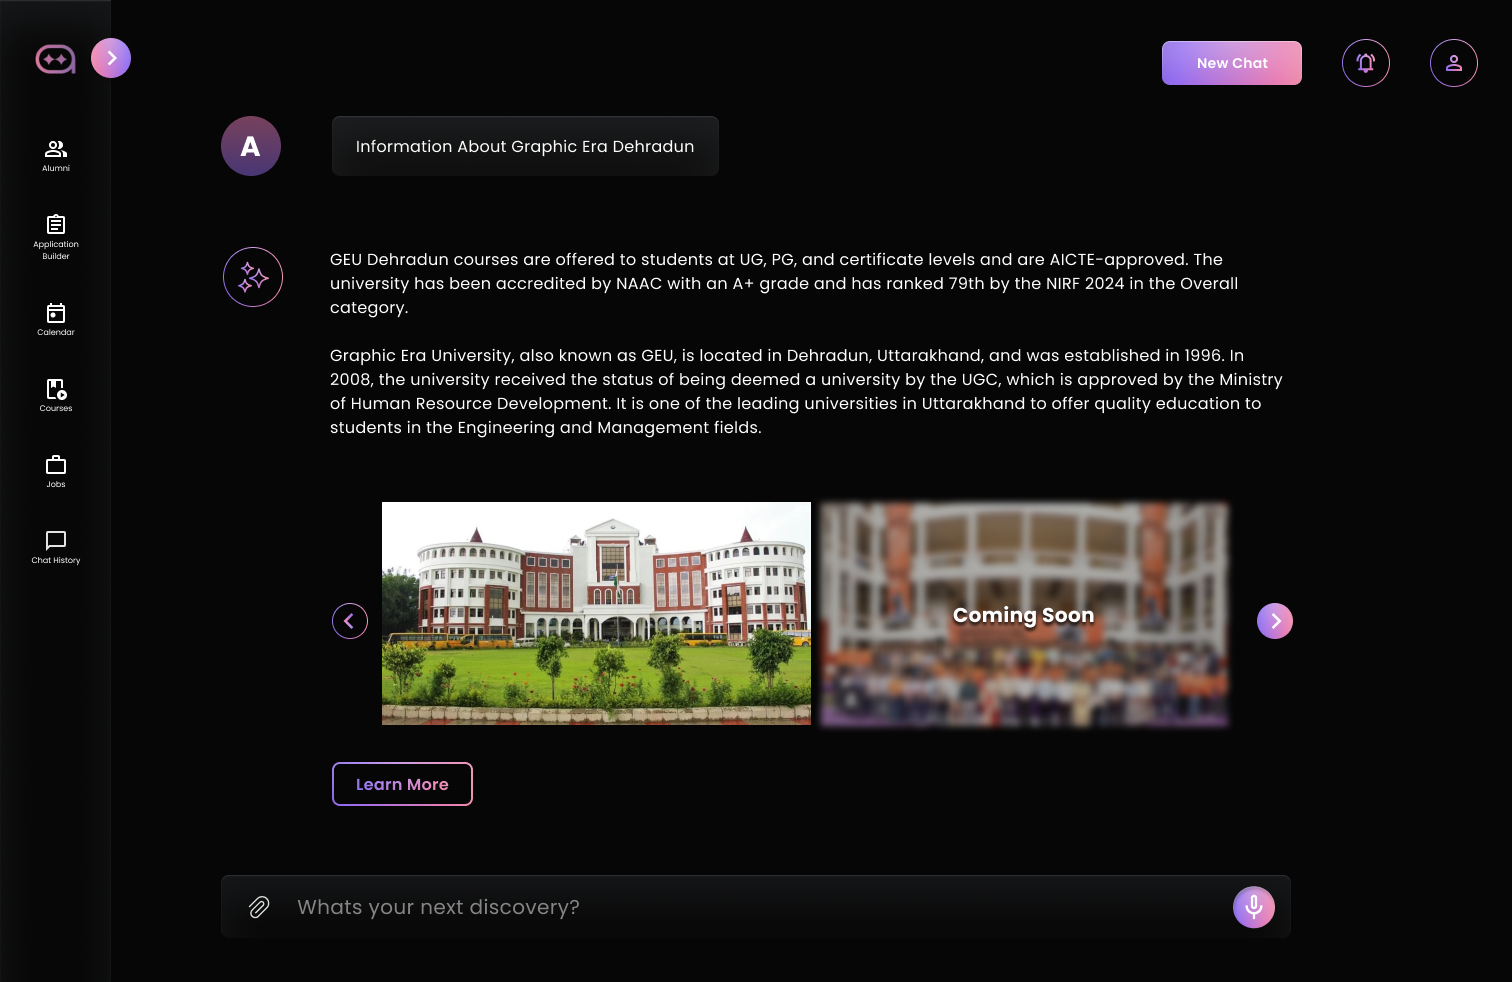 New Chat
A
Information About Graphic Era Dehradun
Alumni
Application
Builder
Calendar
Courses
Jobs
Chat History
GEU Dehradun courses are offered to students at UG, PG, and certificate levels and are AICTE-approved. The
university has been accredited by NAAC with an A+ grade and has ranked 79th by the NIRF 2024 in the Overall
category.
Graphic Era University, also known as GEU, is located in Dehradun, Uttarakhand, and was established in 1996. In
2008, the university received the status of being deemed a university by the UGC, which is approved by the Ministry
of Human Resource Development. It is one of the leading universities in Uttarakhand to offer quality education to
students in the Engineering and Management fields.
Coming Soon
Learn More
Whats your next discovery?